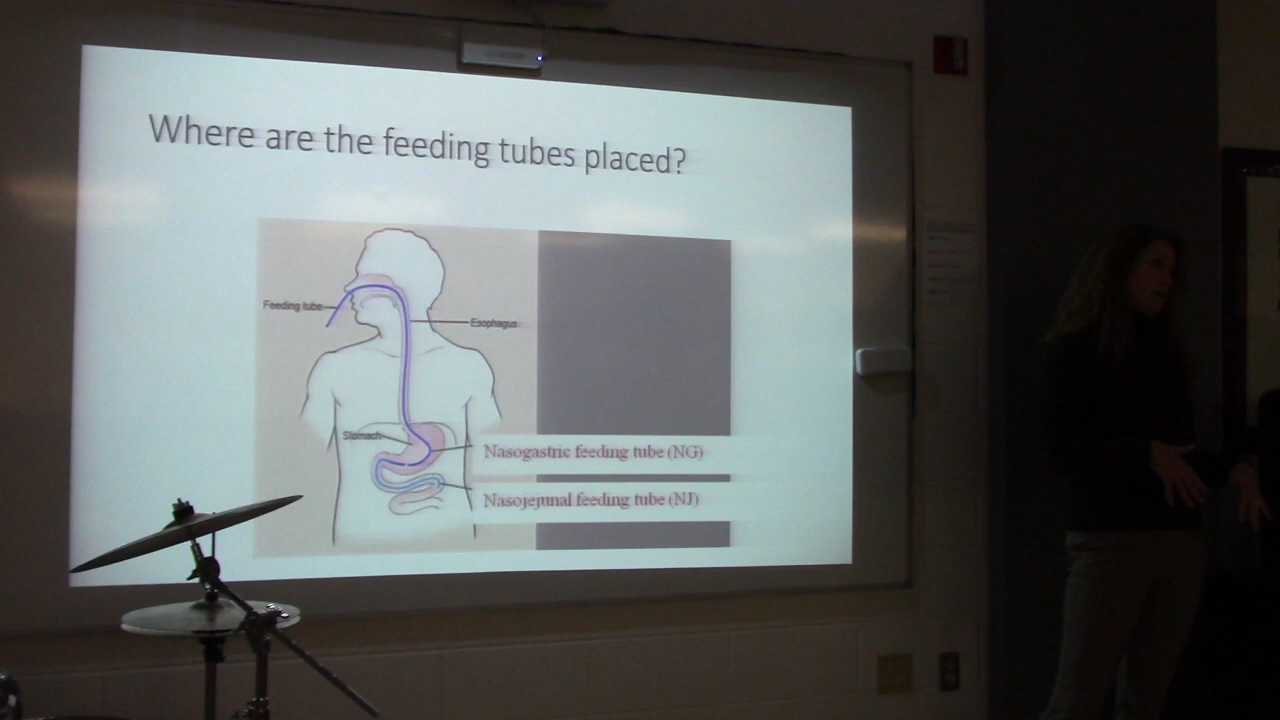 Where are the feeding tubes placed?
Feeding tube
Esophagus
Stomach
Nasogastric feeding tube (NG)
Nasojejunal feeding tube (NJ)